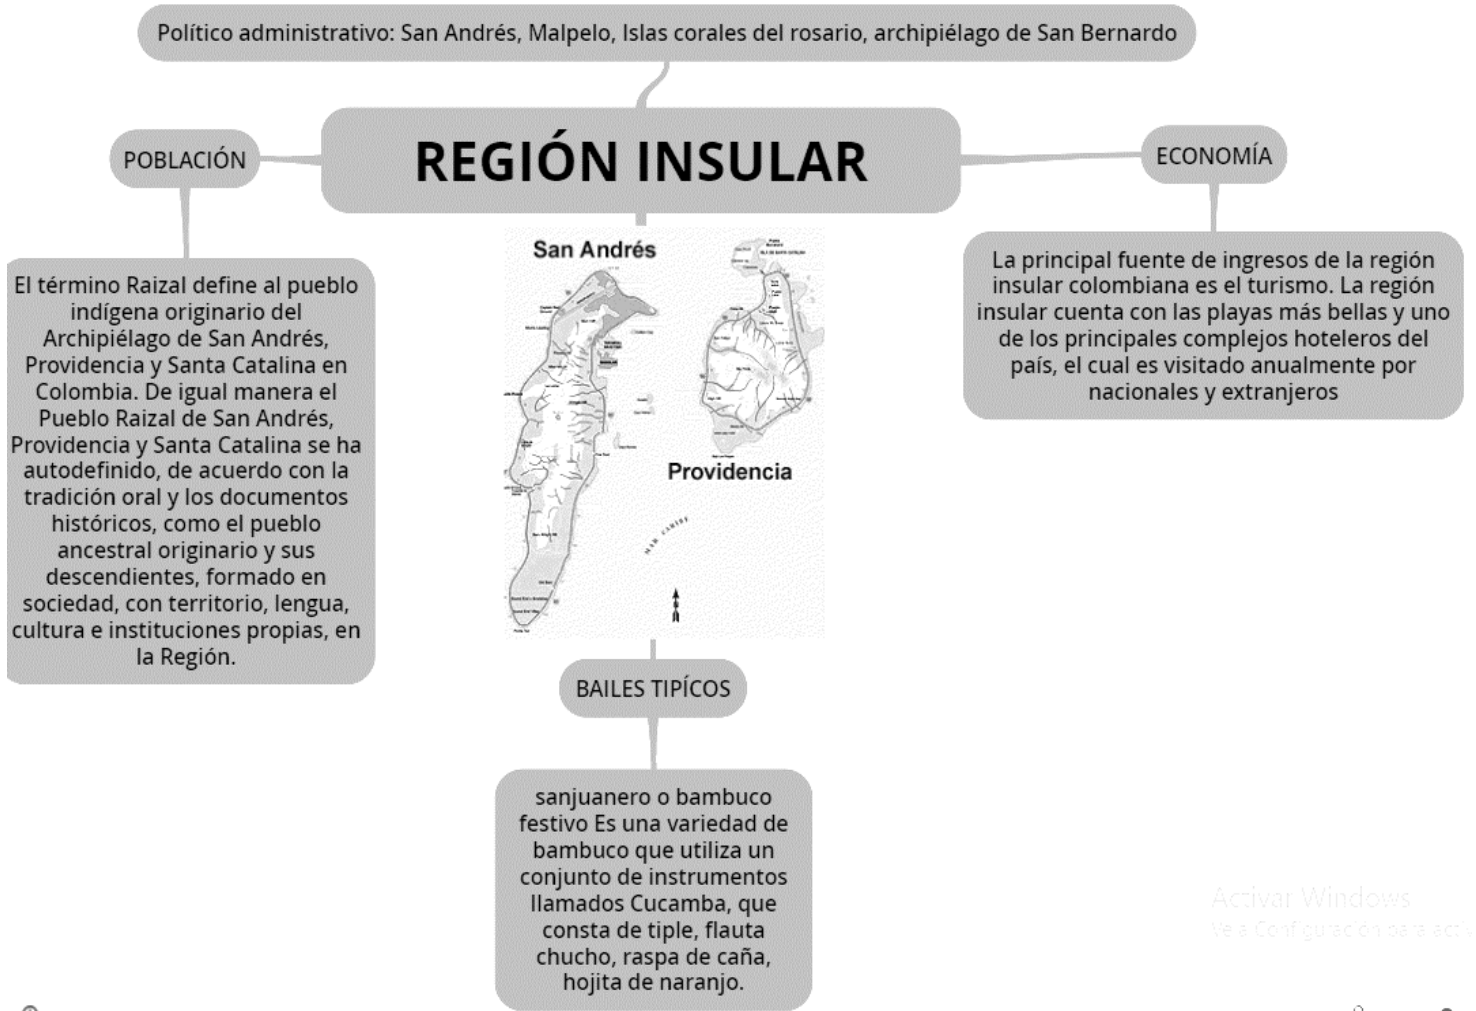 Político administrativo: San Andrés, Malpelo, Islas corales del rosario, archipiélago de San Bernardo
REGIÓN INSULAR
POBLACIÓN
El término Raizal define al pueblo
indígena originario del
Archipiélago de San Andrés,
Providencia y Santa Catalina en
Colombia. De igual manera el
Pueblo Raizal de San Andrés,
Providencia y Santa Catalina se ha
autodefinido, de acuerdo con la
tradición oral y los documentos
históricos, como el pueblo
ancestral originario y sus
descendientes, formado en
sociedad, con territorio, lengua,
cultura e instituciones propias, en
la Región.
San Andrés
Providencia
MAR CARIBE
ECONOMÍA
La principal fuente de ingresos de la región
insular colombiana es el turismo. La región
insular cuenta con las playas más bellas y uno
de los principales complejos hoteleros del
país, el cual es visitado anualmente por
nacionales y extranjeros
BAILES TIPÍCOS
sanjuanero o bambuco
festivo Es una variedad de
bambuco que utiliza un
conjunto de instrumentos
llamados Cucamba, que
consta de tiple, flauta
chucho, raspa de caña,
hojita de naranjo.
Activar Windows
Ve a Configuración para activ